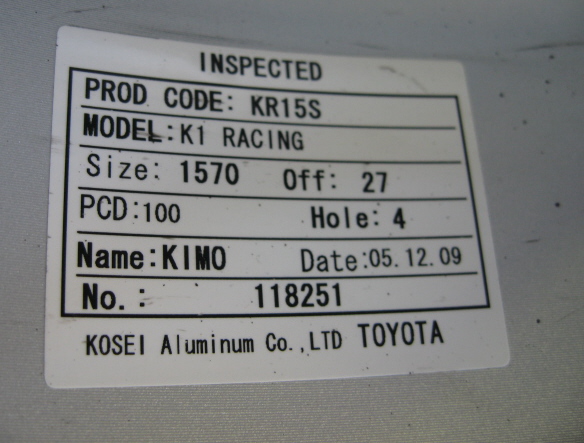 INSPECTED
PROD CODE: KR15S
MODEL:K1 RACING
Size: 1570 Off: 27
PCD:100 Hole: 4
Name:KIMO Date:05.12.09
No.: 118251
KOSEI Aluminum Co.,LTD TOYOTA